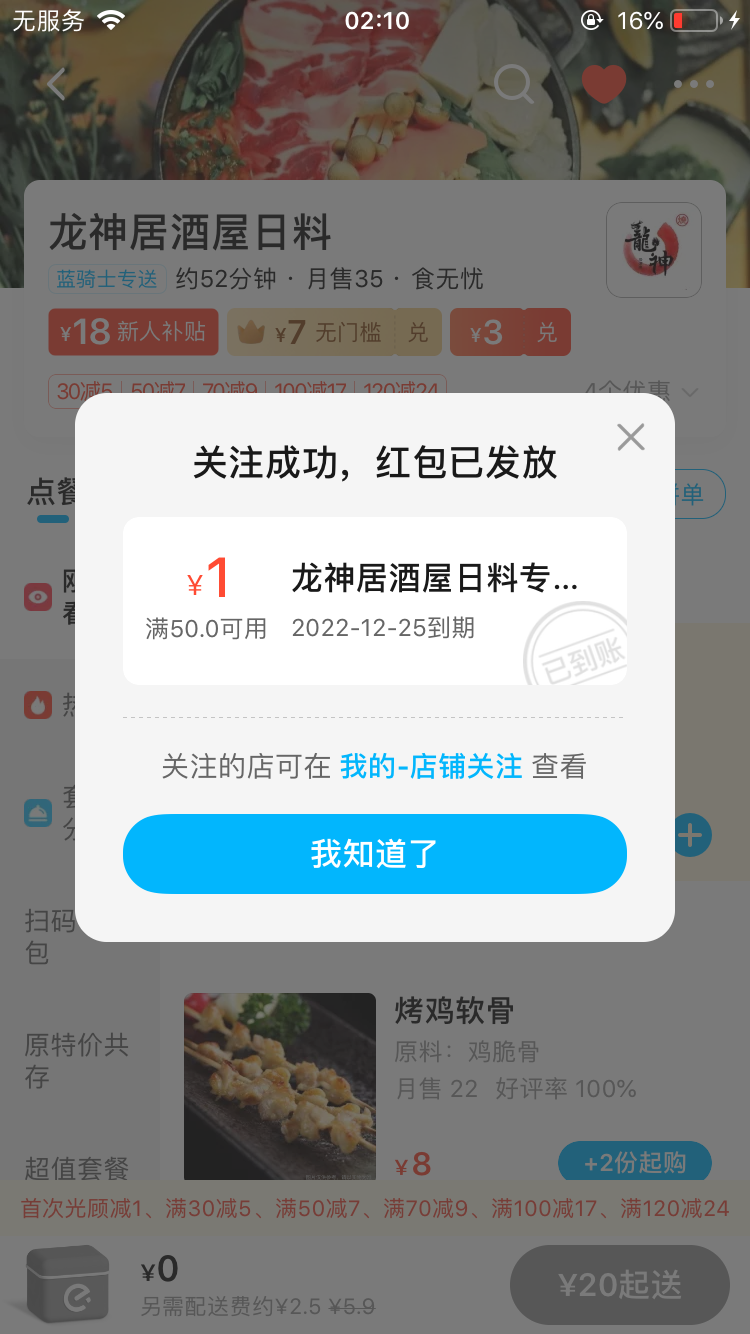 无服务
02:10
16%
龙神居酒屋日料
龍神
蓝骑士专送 约52分钟 · 月售35 · 食无忧
¥18 新人补贴 ¥7 无门槛 兑 ¥3 兑
30减5 50减7 70减9 100减17 120减24 4个优惠
点餐
关注成功，红包已发放
¥1
龙神居酒屋日料专...
满50.0可用
2022-12-25到期
已到账
关注的店可在 我的-店铺关注 查看
我知道了
扫码
包
原特价共
存
超值套餐
烤鸡软骨
原料：鸡脆骨
月售 22 好评率 100%
¥8
+2份起购
首次光顾减1、满30减5、满50减7、满70减9、满100减17、满120减24
¥0
另需配送费约¥2.5 ¥5.9
¥20起送